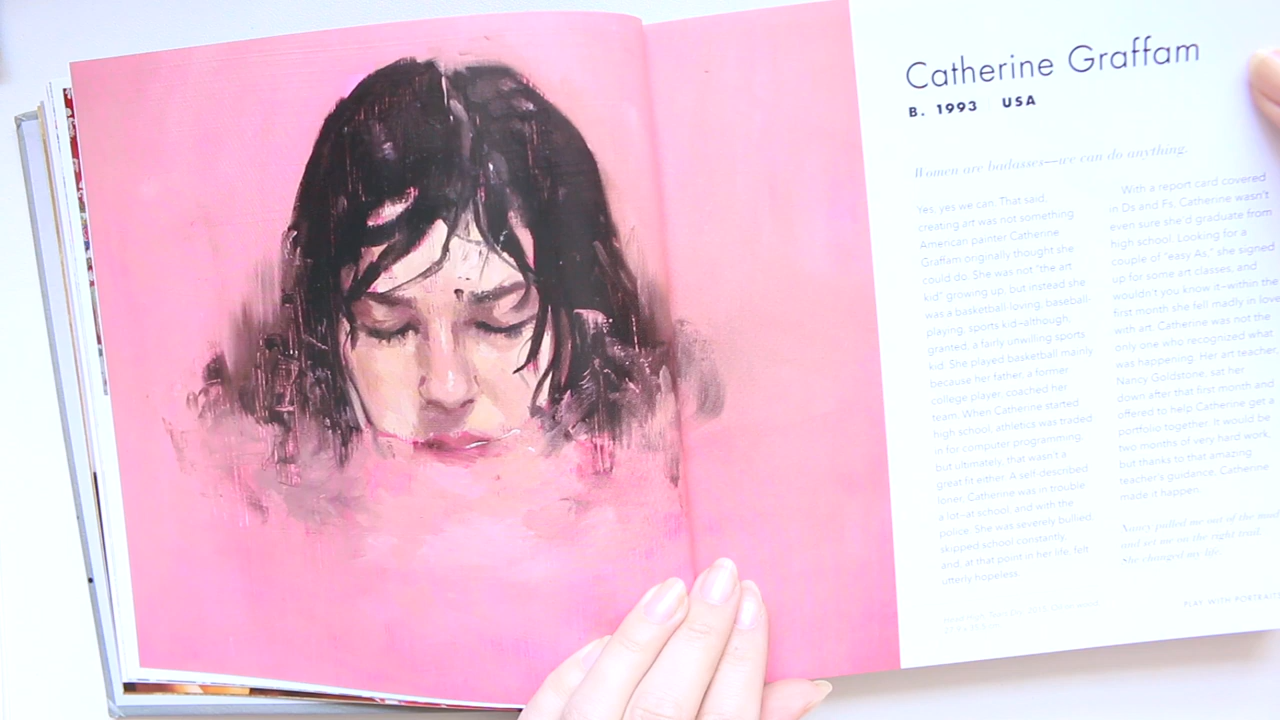 Catherine Graffam
B. 1993 USA
Women are badasses—we can do anything.
Yes, yes we can. That said,
creating art was not something
American painter Catherine
Graffam originally thought she
could do. She was not "the art
kid" growing up, but instead she
was a basketball-loving, baseball-
playing, sports kid—although,
granted, a fairly unwilling sports
kid. She played basketball mainly
because her father, a former
college player, coached her
team. When Catherine started
high school, athletics was traded
in for computer programming,
but ultimately, that wasn't a
great fit either. A self-described
loner, Catherine was in trouble
a lot—at school, and with the
police. She was severely bullied,
skipped school constantly,
and, at that point in her life, felt
utterly hopeless.
With a report card covered
in Ds and Fs, Catherine wasn't
even sure she'd graduate from
high school. Looking for a
couple of "easy As," she signed
up for some art classes, and
wouldn't you know it—within the
first month she fell madly in love
with art. Catherine was not the
only one who recognized what
was happening. Her art teacher,
Nancy Goldstone, sat her
down after that first month and
offered to help Catherine get a
portfolio together. It would be
two months of very hard work,
but thanks to that amazing
teacher's guidance, Catherine
made it happen.
Nancy pulled me out of the mud
and set me on the right trail.
She changed my life.
PLAY WITH PORTRAITS